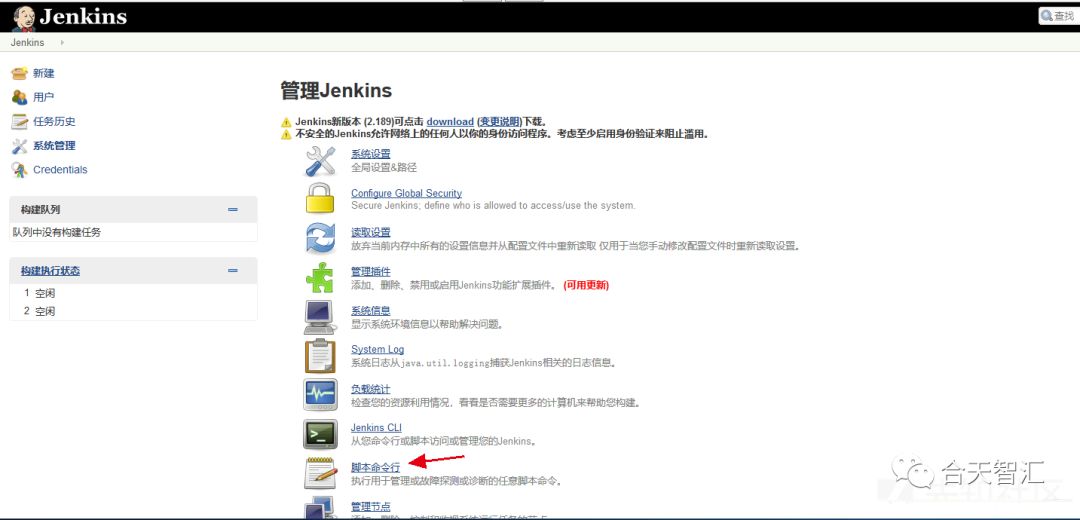 Jenkins
查找
Jenkins
新建
用户
任务历史
系统管理
Credentials
构建队列
队列中没有构建任务
构建执行状态
1 空闲
2 空闲
管理Jenkins
Jenkins新版本 (2.189)可点击 download (变更说明)下载。
不安全的Jenkins允许网络上的任何人以你的身份访问程序。考虑至少启用身份验证来阻止滥用。
系统设置
全局设置&路径
Configure Global Security
Secure Jenkins; define who is allowed to access/use the system.
读取设置
放弃当前内存中所有的设置信息并从配置文件中重新读取 仅用于当您手动修改配置文件时重新读取设置。
管理插件
添加、删除、禁用或启用Jenkins功能扩展插件。 (可用更新)
系统信息
显示系统环境信息以帮助解决问题。
System Log
系统日志从java.util.logging捕获Jenkins相关的日志信息。
负载统计
检查您的资源利用情况，看看是否需要更多的计算机来帮助您构建。
Jenkins CLI
从您命令行或脚本访问或管理您的Jenkins。
脚本命令行
执行用于管理或故障探测或诊断的任意脚本命令。
管理节点
合天智汇